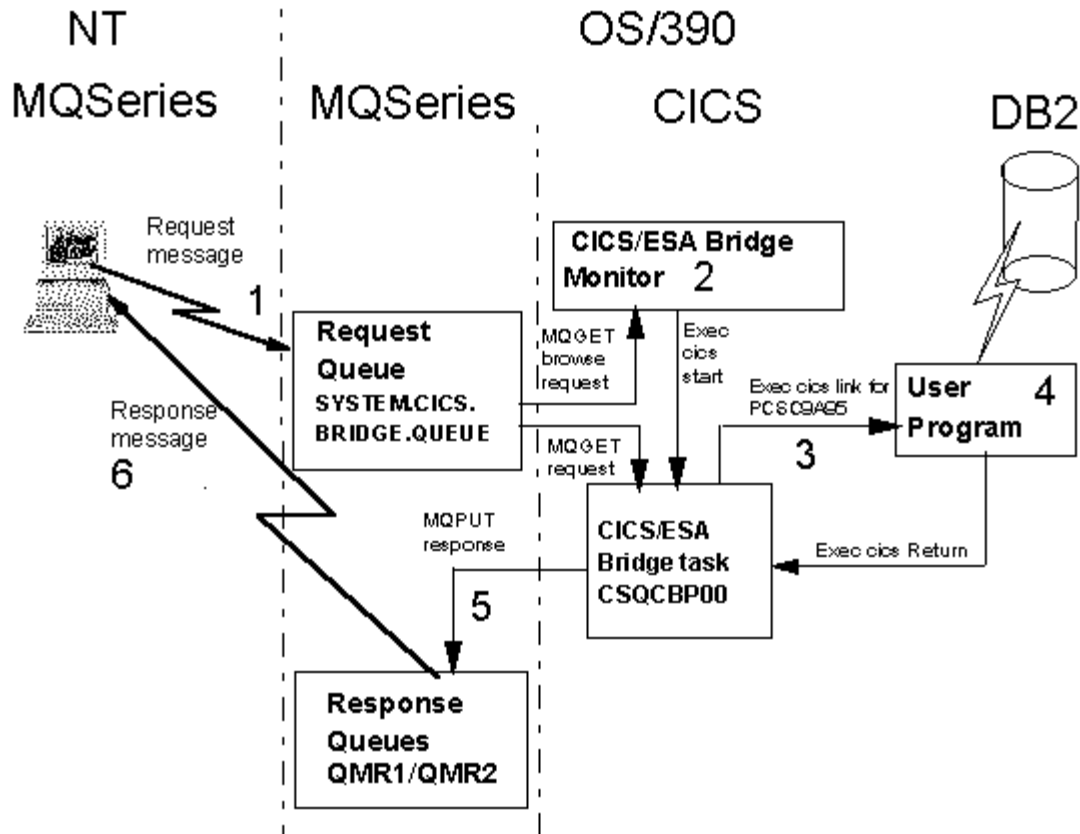 NT
OS/390
MQSeries
MQSeries
CICS
DB2
Request
message
1
CICS/ESA Bridge
Monitor
2
Request
Queue
SYSTEM.CICS.
BRIDGE.QUEUE
MQGET
browse
request
Exec
cics
start
MQGET
request
Exec cics link for
PCSC9A95
3
User
Program
4
Response
message
6
MQPUT
response
5
CICS/ESA
Bridge task
CSQCBP00
Exec cics Return
Response
Queues
QMR1/QMR2